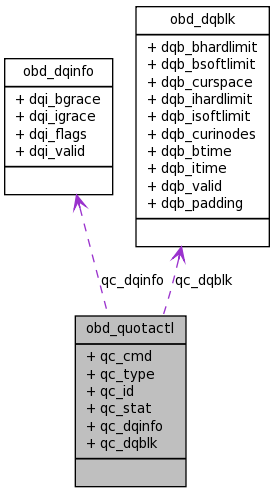 obd_dqinfo
+ dqi_bgrace
+ dqi_igrace
+ dqi_flags
+ dqi_valid
obd_dqblk
+ dqb_bhardlimit
+ dqb_bsoftlimit
+ dqb_curspace
+ dqb_ihardlimit
+ dqb_isoftlimit
+ dqb_curinodes
+ dqb_btime
+ dqb_itime
+ dqb_valid
+ dqb_padding
qc_dqinfo
qc_dqblk
obd_quotactl
+ qc_cmd
+ qc_type
+ qc_id
+ qc_stat
+ qc_dqinfo
+ qc_dqblk